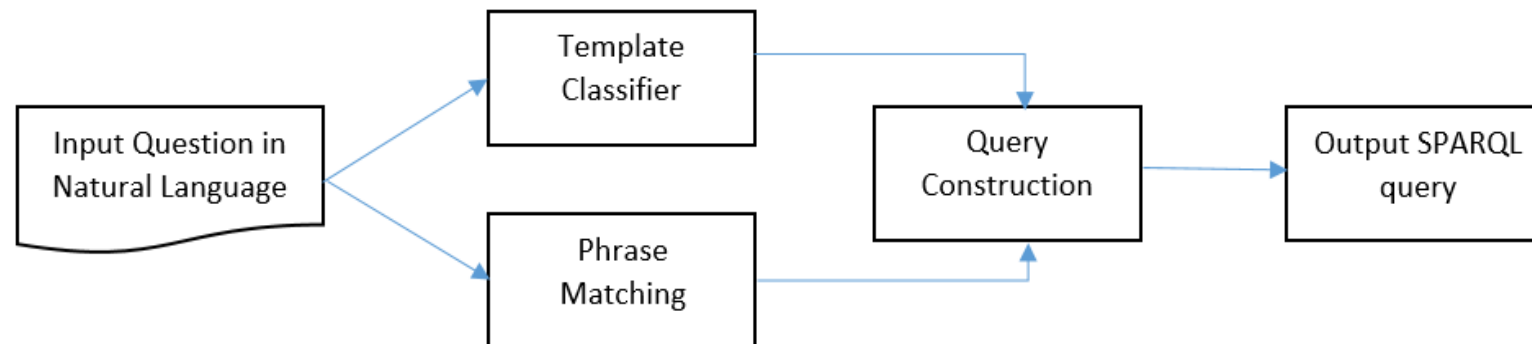 Input Question in
Natural Language
Template
Classifier
Phrase
Matching
Query
Construction
Output SPARQL
query